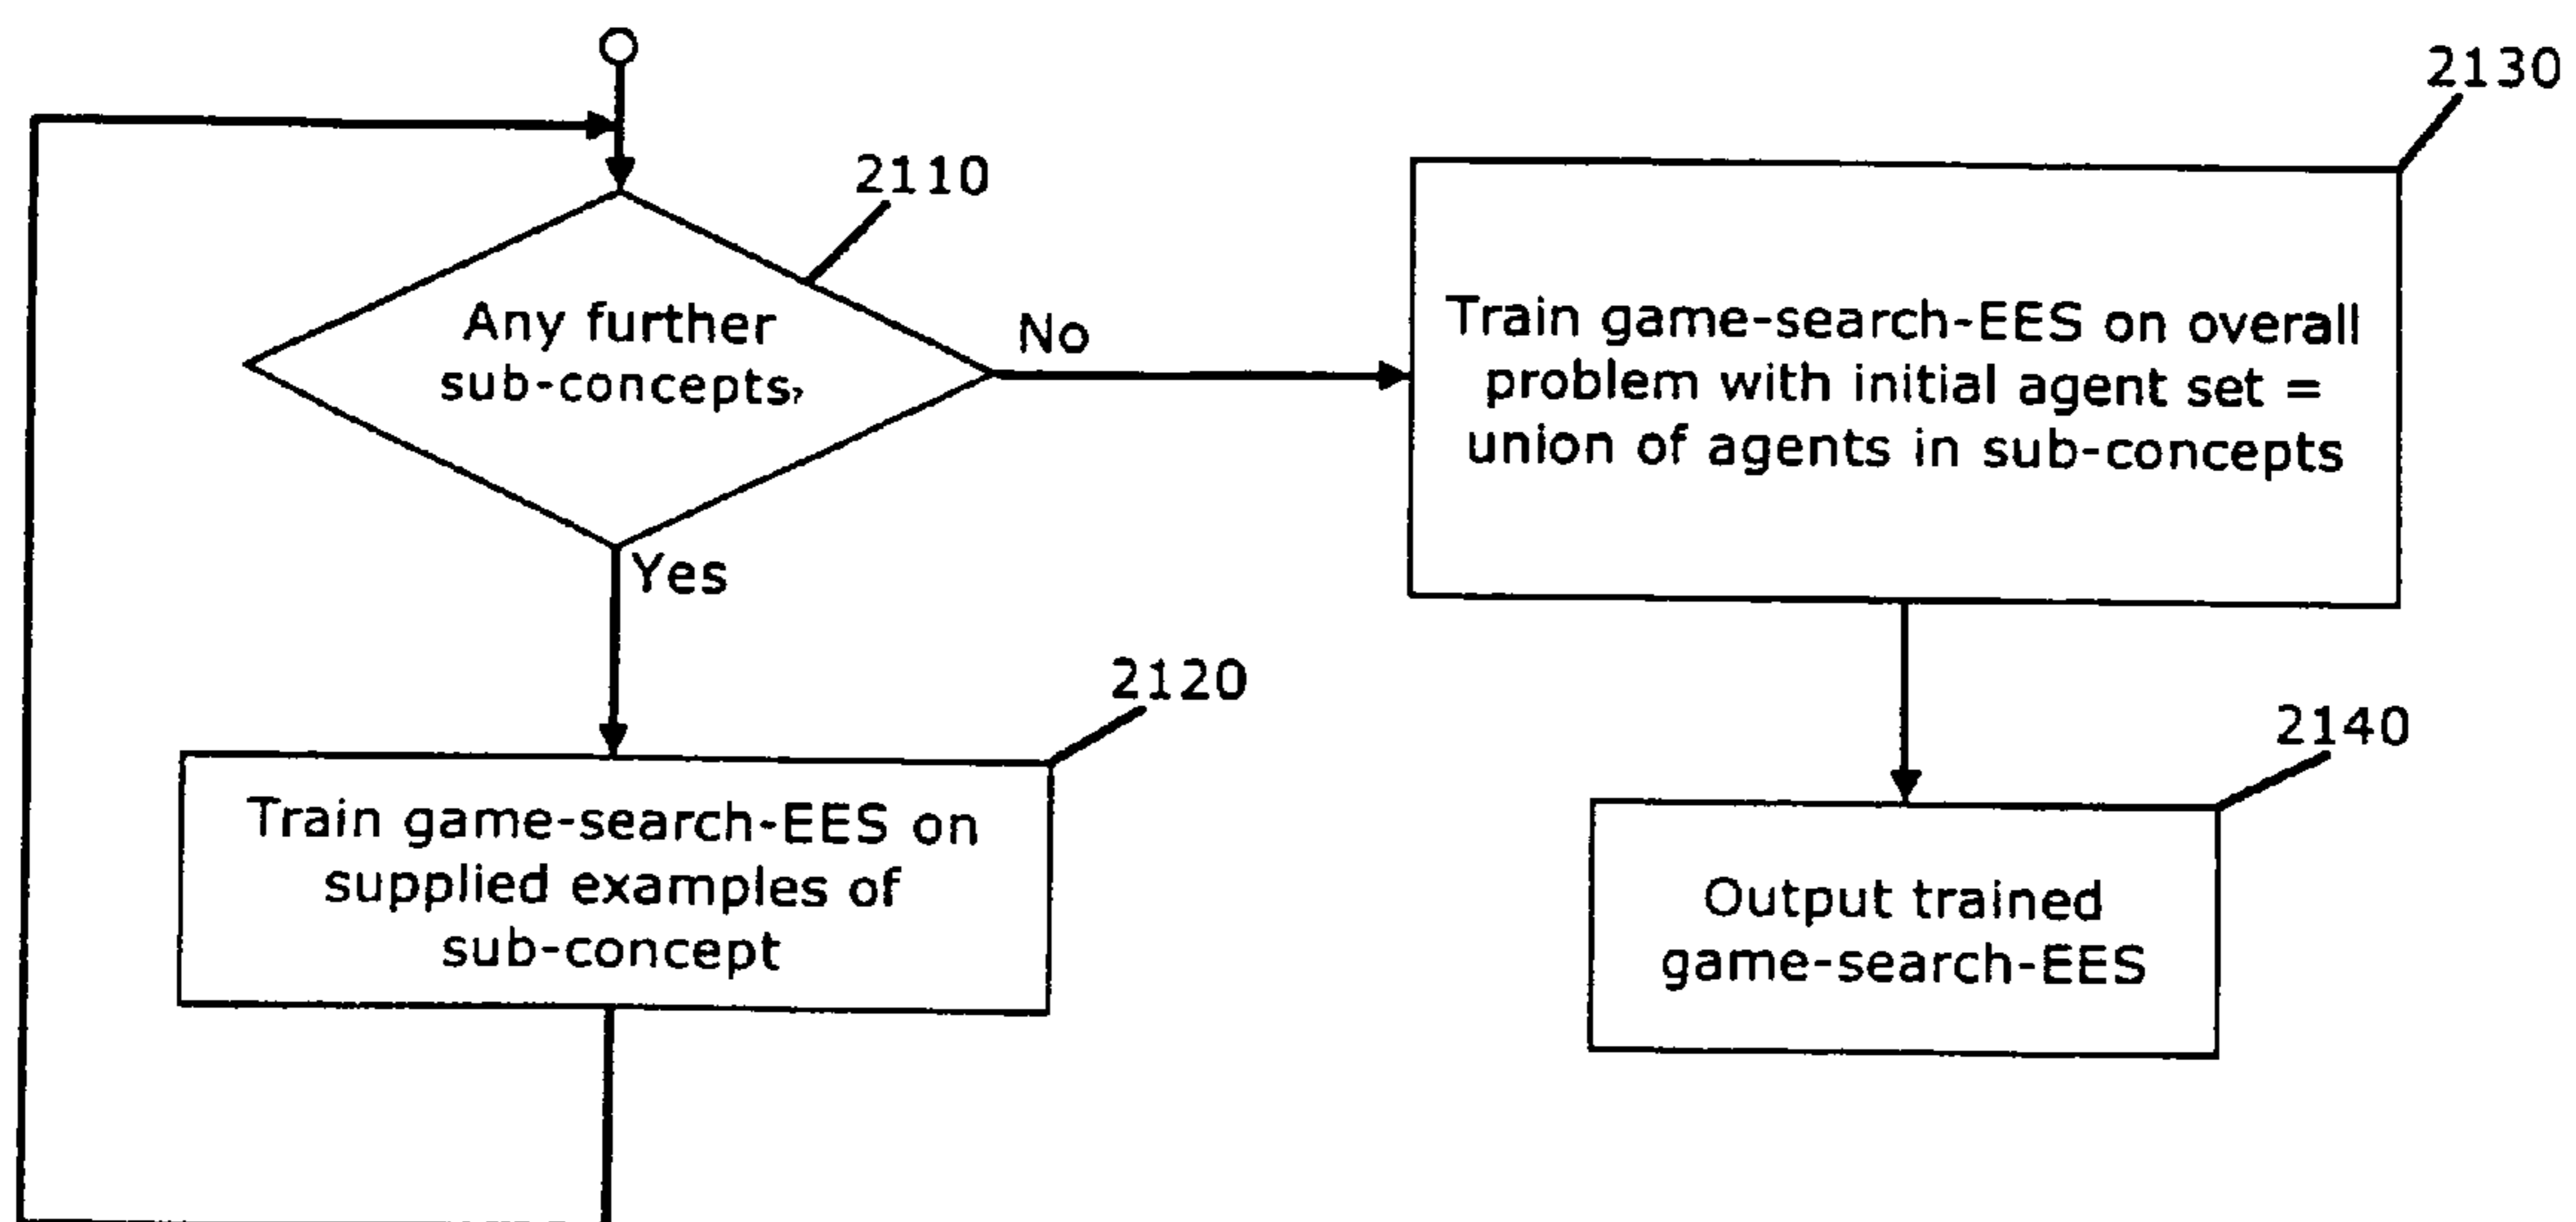 2130
2110
Any further
sub-concepts?
No
Train game-search-EES on overall
problem with initial agent set =
union of agents in sub-concepts
Yes
2120
Train game-search-EES on
supplied examples of
sub-concept
2140
Output trained
game-search-EES